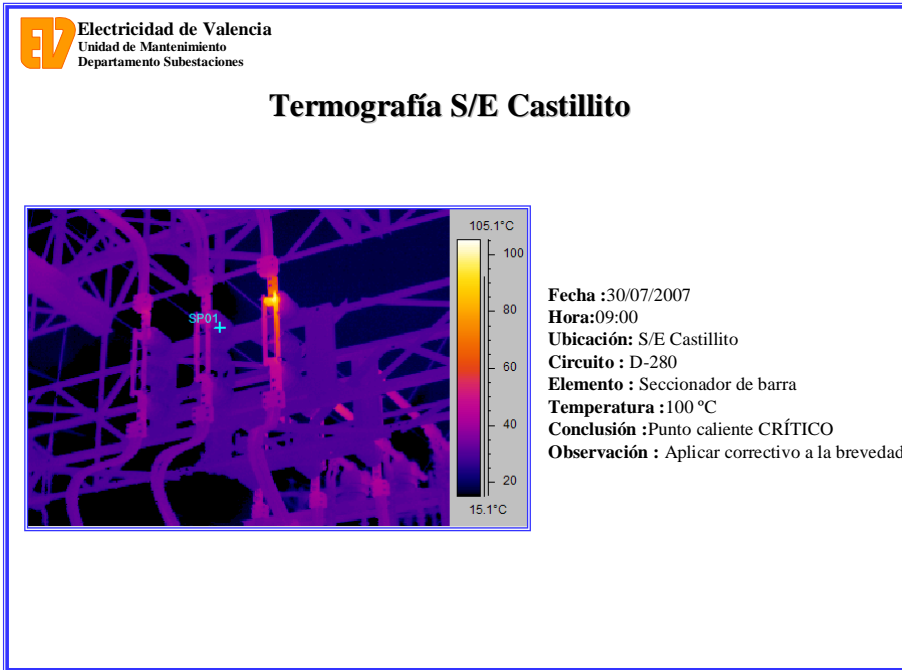 EV
Electricidad de Valencia
Unidad de Mantenimiento
Departamento Subestaciones
Termografía S/E Castillito
SP01
105.1°C
100
80
60
40
20
15.1°C
Fecha :30/07/2007
Hora:09:00
Ubicación: S/E Castillito
Circuito : D-280
Elemento : Seccionador de barra
Temperatura :100 ºC
Conclusión :Punto caliente CRÍTICO
Observación : Aplicar correctivo a la brevedad